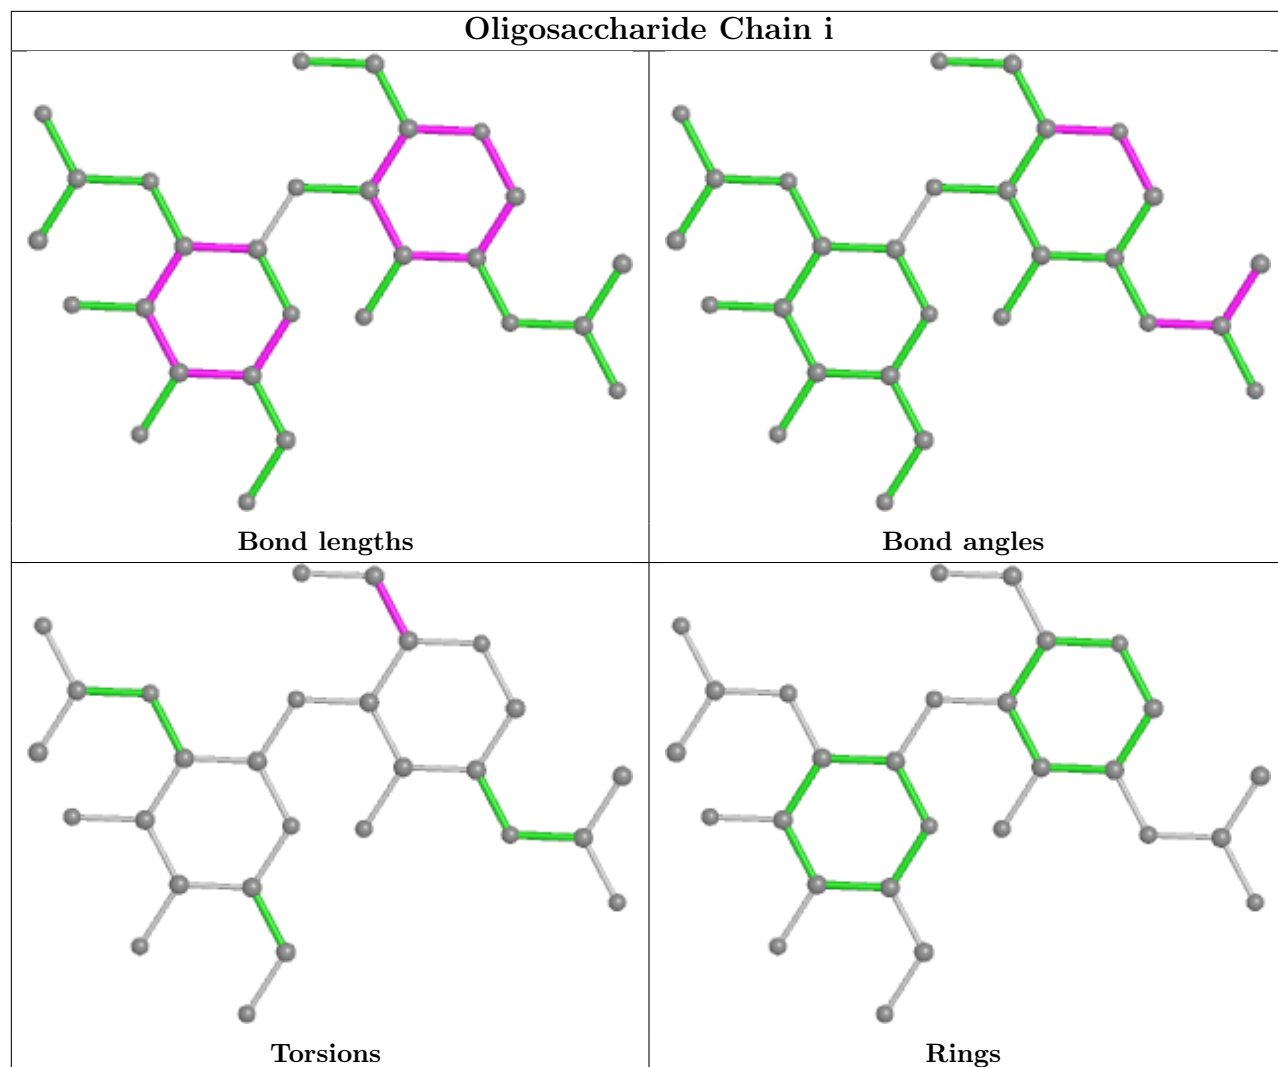 Oligosaccharide Chain i
Bond lengths
Bond angles
Torsions
Rings